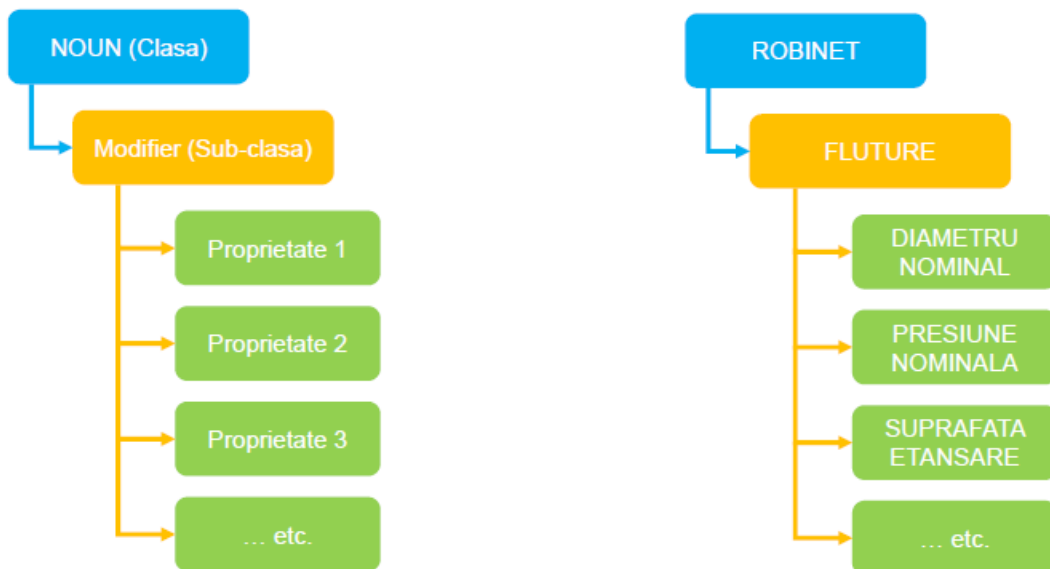 NOUN (Clasa)
Modifier (Sub-clasa)
Proprietate 1
Proprietate 2
Proprietate 3
... etc.
ROBINET
FLUTURE
DIAMETRU
NOMINAL
PRESIUNE
NOMINALA
SUPRAFATA
ETANSARE
... etc.